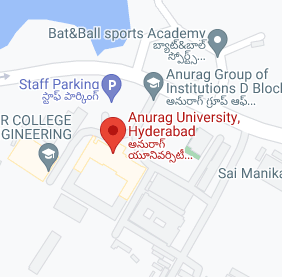 Bat&Ball sports Academy
బ్యాట్&బాల్
స్పోర్ట్స్...
Staff Parking
స్టాఫ్ పార్కింగ్
Anurag Group of
Institutions D Block
అనురాగ్ గ్రూప్ ఆఫ్...
R COLLEGE
NGINEERING
Anurag University,
Hyderabad
అనురాగ్
యూనివర్సిటీ...
Sai Manika